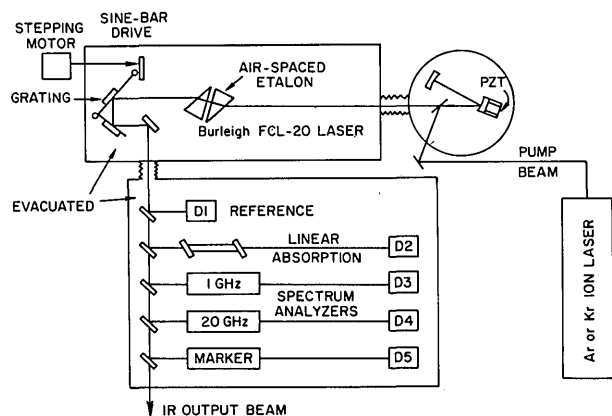 STEPPING
MOTOR
SINE-BAR
DRIVE
GRATING
AIR-SPACED
ETALON
Burleigh FCL-20 LASER
PZT
PUMP
BEAM
EVACUATED
D1 REFERENCE
LINEAR
ABSORPTION
D2
1 GHz
SPECTRUM
ANALYZERS
D3
20 GHz
D4
MARKER
D5
Ar or Kr ION LASER
IR OUTPUT BEAM